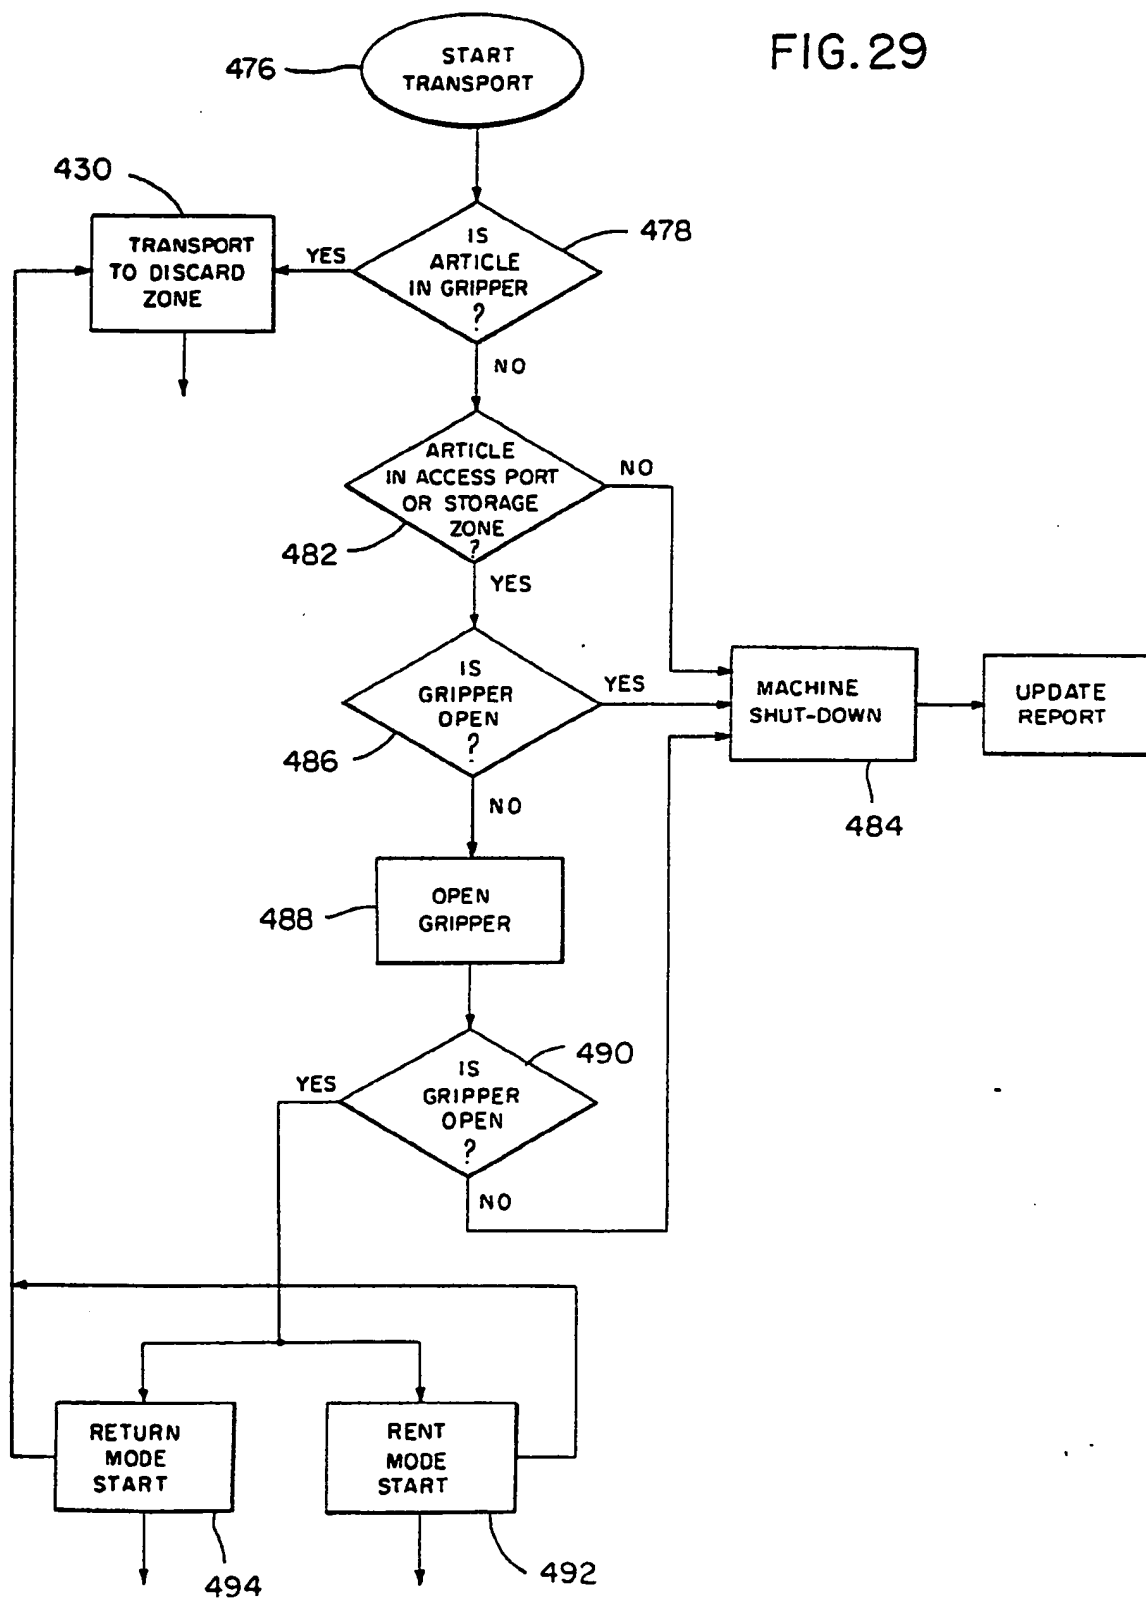 FIG. 29
476
START
TRANSPORT
430
TRANSPORT
TO DISCARD
ZONE
YES
IS
ARTICLE
IN GRIPPER
?
478
NO
ARTICLE
IN ACCESS PORT
OR STORAGE
ZONE
?
NO
482
YES
IS
GRIPPER
OPEN
?
YES
486
MACHINE
SHUT-DOWN
UPDATE
REPORT
484
NO
OPEN
GRIPPER
488
490
YES
IS
GRIPPER
OPEN
?
NO
RETURN
MODE
START
RENT
MODE
START
494
492